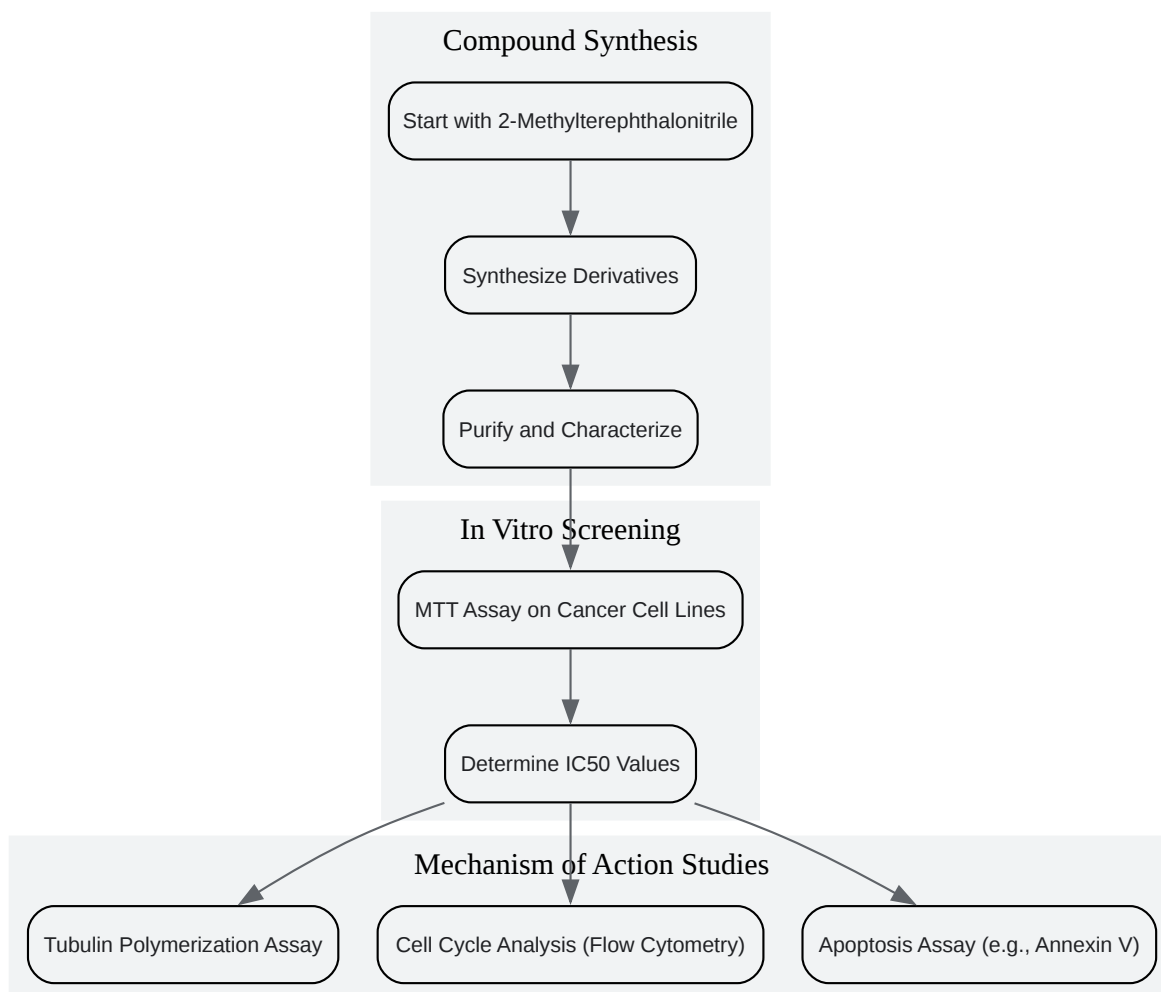 Compound Synthesis
Start with 2-Methylterephthalonitrile
Synthesize Derivatives
Purify and Characterize
In Vitro Screening
MTT Assay on Cancer Cell Lines
Determine IC50 Values
Mechanism of Action Studies
Tubulin Polymerization Assay
Cell Cycle Analysis (Flow Cytometry)
Apoptosis Assay (e.g., Annexin V)